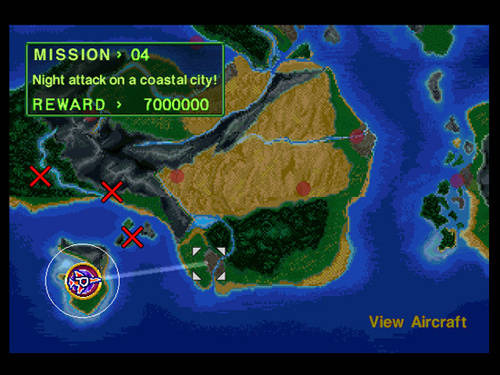 MISSION > 04
Night attack on a coastal city!
REWARD > 7000000
View Aircraft